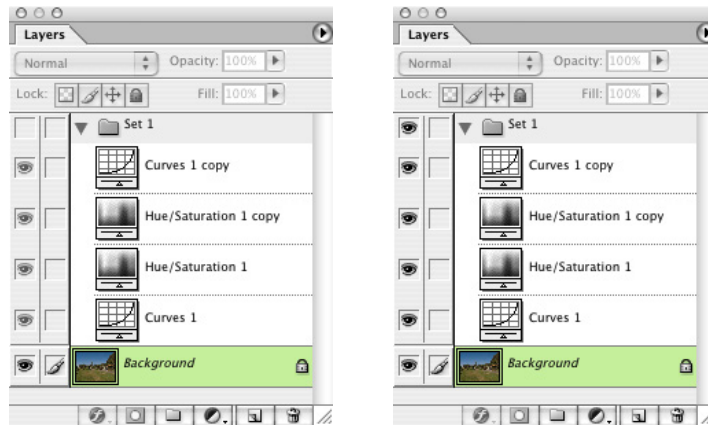 Layers
Normal Opacity: 100%
Lock: Fill: 100%
Set 1
Curves 1 copy
Hue/Saturation 1 copy
Hue/Saturation 1
Curves 1
Background
Layers
Normal Opacity: 100%
Lock: Fill: 100%
Set 1
Curves 1 copy
Hue/Saturation 1 copy
Hue/Saturation 1
Curves 1
Background